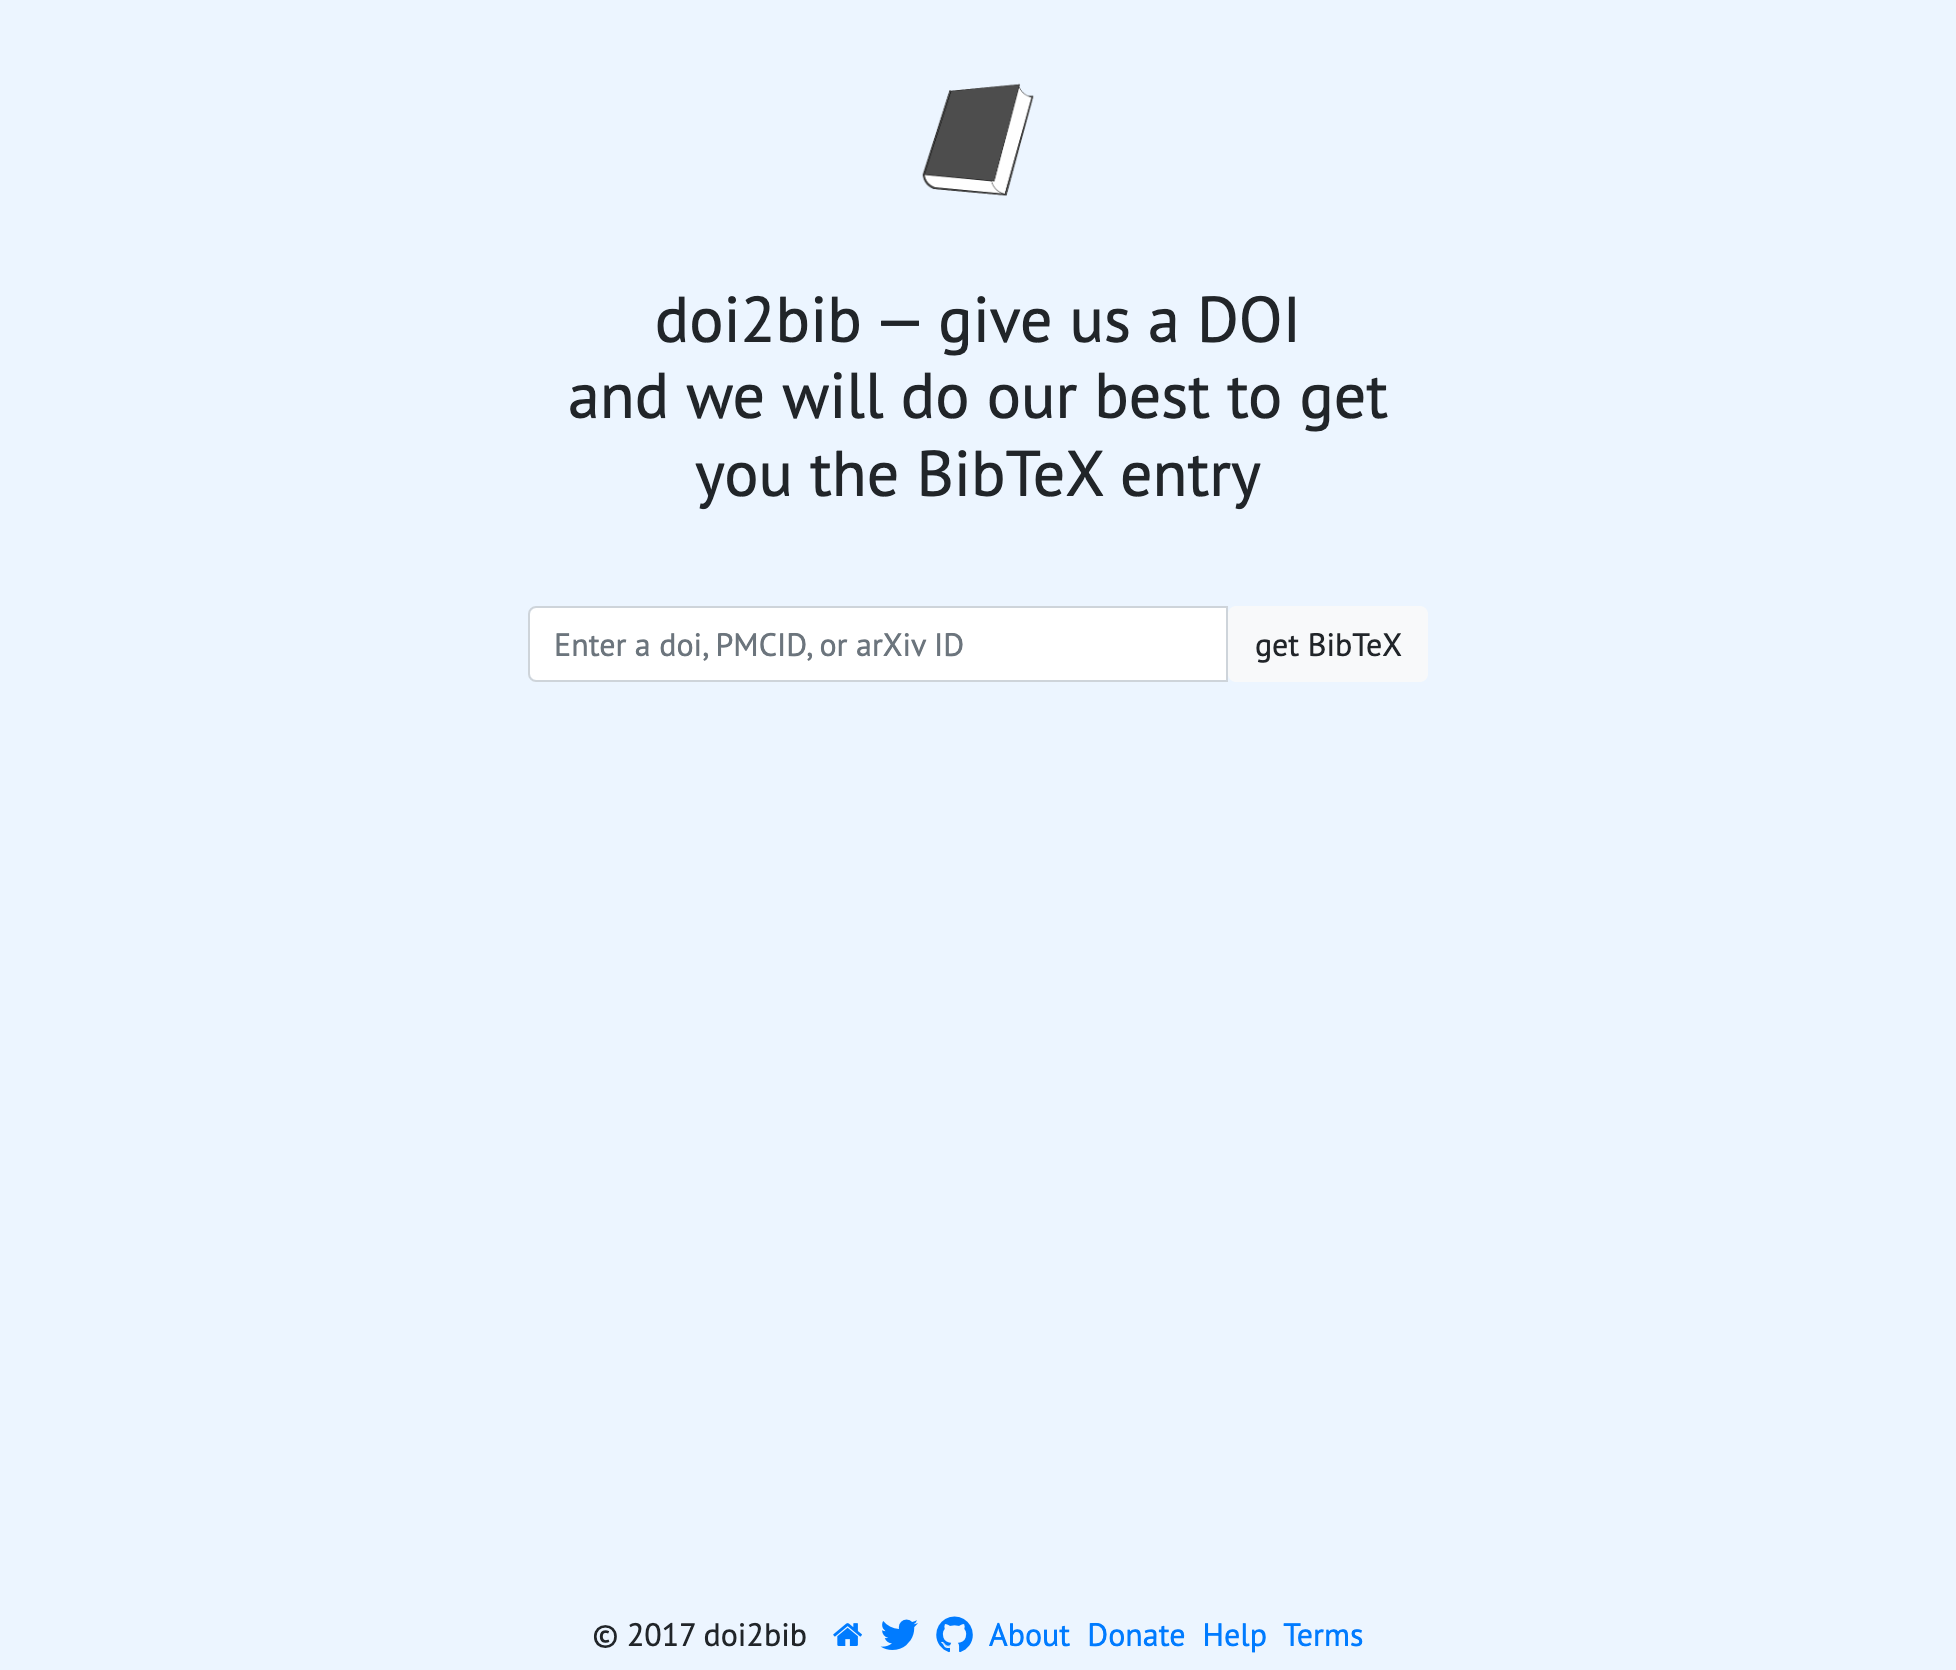 doi2bib — give us a DOI
and we will do our best to get
you the BibTeX entry
Enter a doi, PMCID, or arXiv ID get BibTeX
© 2017 doi2bib About Donate Help Terms